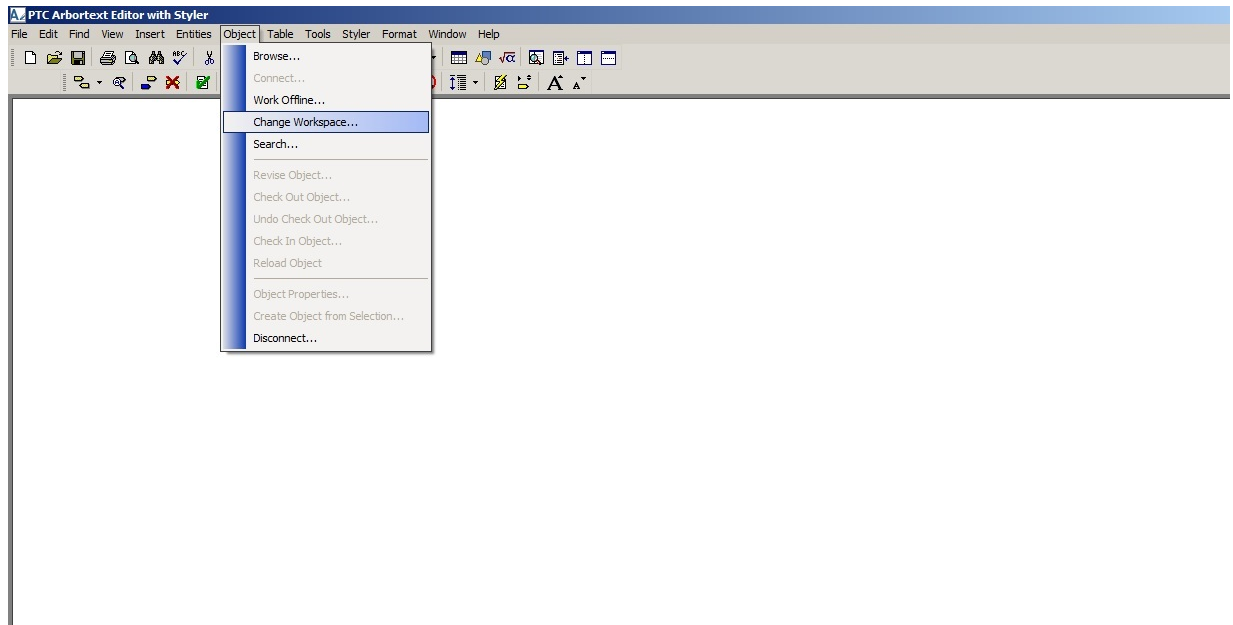 PTC Arbortext Editor with Styler
File Edit Find View Insert Entities Object Table Tools Styler Format Window Help
Browse...
Connect...
Work Offline...
Change Workspace...
Search...
Revise Object...
Check Out Object...
Undo Check Out Object...
Check In Object...
Reload Object
Object Properties...
Create Object from Selection...
Disconnect...